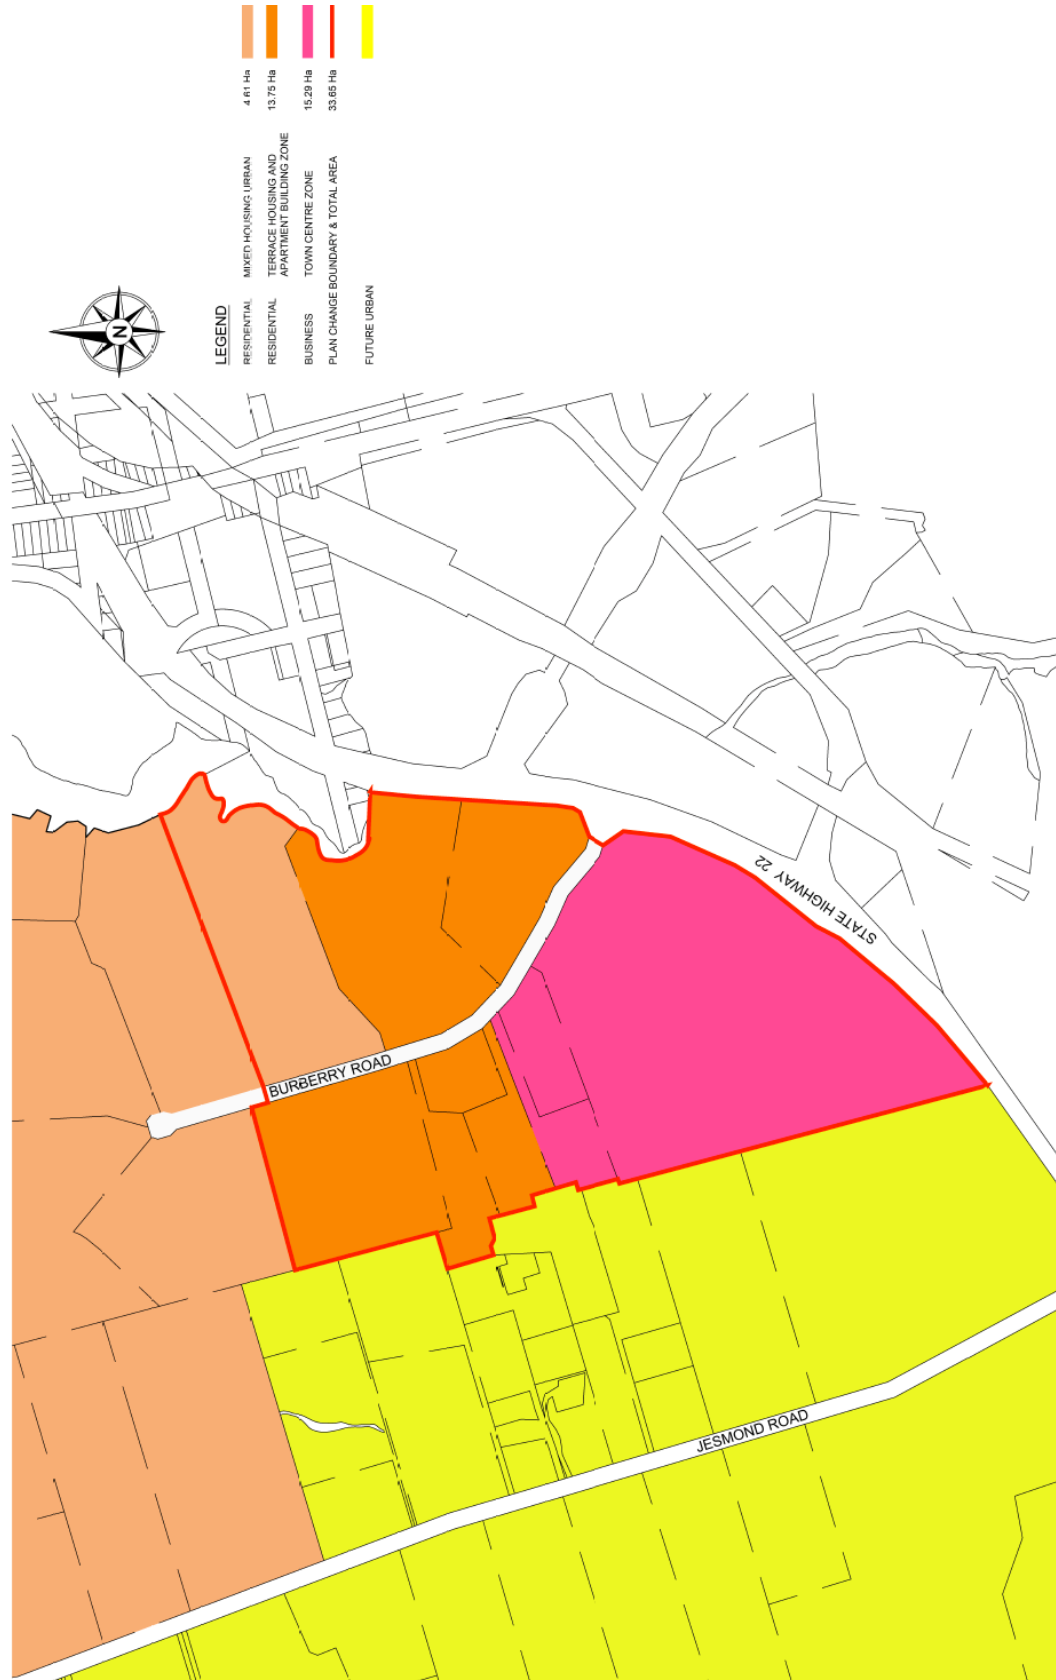 N
LEGEND
RESIDENTIAL MIXED HOUSING URBAN 4.61 Ha
RESIDENTIAL TERRACE HOUSING AND
APARTMENT BUILDING ZONE 13.75 Ha
BUSINESS TOWN CENTRE ZONE 15.29 Ha
PLAN CHANGE BOUNDARY & TOTAL AREA 33.65 Ha
FUTURE URBAN
STATE HIGHWAY 22
BURBERRY ROAD
JESMOND ROAD